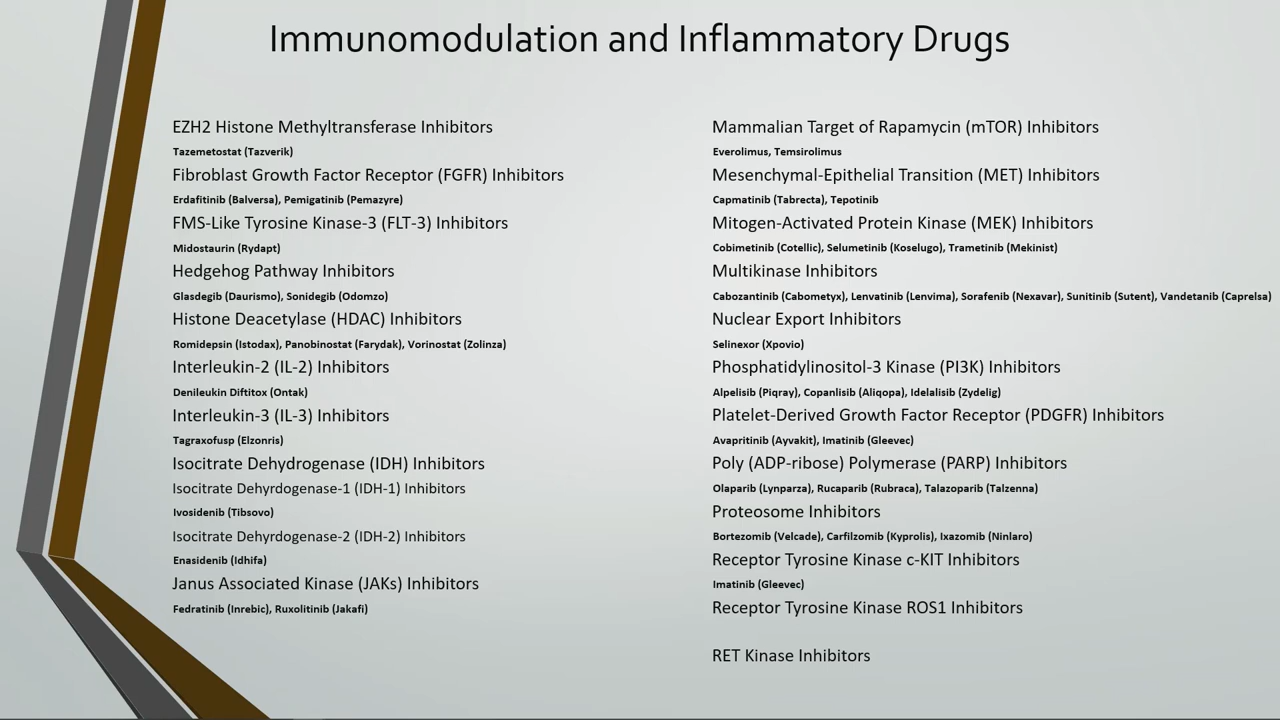 Immunomodulation and Inflammatory Drugs
EZH2 Histone Methyltransferase Inhibitors
Tazemetostat (Tazverik)
Fibroblast Growth Factor Receptor (FGFR) Inhibitors
Erdafitinib (Balversa), Pemigatinib (Pemazyre)
FMS-Like Tyrosine Kinase-3 (FLT-3) Inhibitors
Midostaurin (Rydapt)
Hedgehog Pathway Inhibitors
Glasdegib (Daurismo), Sonidegib (Odomzo)
Histone Deacetylase (HDAC) Inhibitors
Romidepsin (Istodax), Panobinostat (Farydak), Vorinostat (Zolinza)
Interleukin-2 (IL-2) Inhibitors
Denileukin Diftitox (Ontak)
Interleukin-3 (IL-3) Inhibitors
Tagraxofusp (Elzonris)
Isocitrate Dehydrogenase (IDH) Inhibitors
Isocitrate Dehyrdogenase-1 (IDH-1) Inhibitors
Ivosidenib (Tibsovo)
Isocitrate Dehyrdogenase-2 (IDH-2) Inhibitors
Enasidenib (Idhifa)
Janus Associated Kinase (JAKs) Inhibitors
Fedratinib (Inrebic), Ruxolitinib (Jakafi)
Mammalian Target of Rapamycin (mTOR) Inhibitors
Everolimus, Temsirolimus
Mesenchymal-Epithelial Transition (MET) Inhibitors
Capmatinib (Tabrecta), Tepotinib
Mitogen-Activated Protein Kinase (MEK) Inhibitors
Cobimetinib (Cotellic), Selumetinib (Koselugo), Trametinib (Mekinist)
Multikinase Inhibitors
Cabozantinib (Cabometyx), Lenvatinib (Lenvima), Sorafenib (Nexavar), Sunitinib (Sutent), Vandetanib (Caprelsa)
Nuclear Export Inhibitors
Selinexor (Xpovio)
Phosphatidylinositol-3 Kinase (PI3K) Inhibitors
Alpelisib (Piqray), Copanlisib (Aliqopa), Idelalisib (Zydelig)
Platelet-Derived Growth Factor Receptor (PDGFR) Inhibitors
Avapritinib (Ayvakit), Imatinib (Gleevec)
Poly (ADP-ribose) Polymerase (PARP) Inhibitors
Olaparib (Lynparza), Rucaparib (Rubraca), Talazoparib (Talzenna)
Proteosome Inhibitors
Bortezomib (Velcade), Carfilzomib (Kyprolis), Ixazomib (Ninlaro)
Receptor Tyrosine Kinase c-KIT Inhibitors
Imatinib (Gleevec)
Receptor Tyrosine Kinase ROS1 Inhibitors
RET Kinase Inhibitors